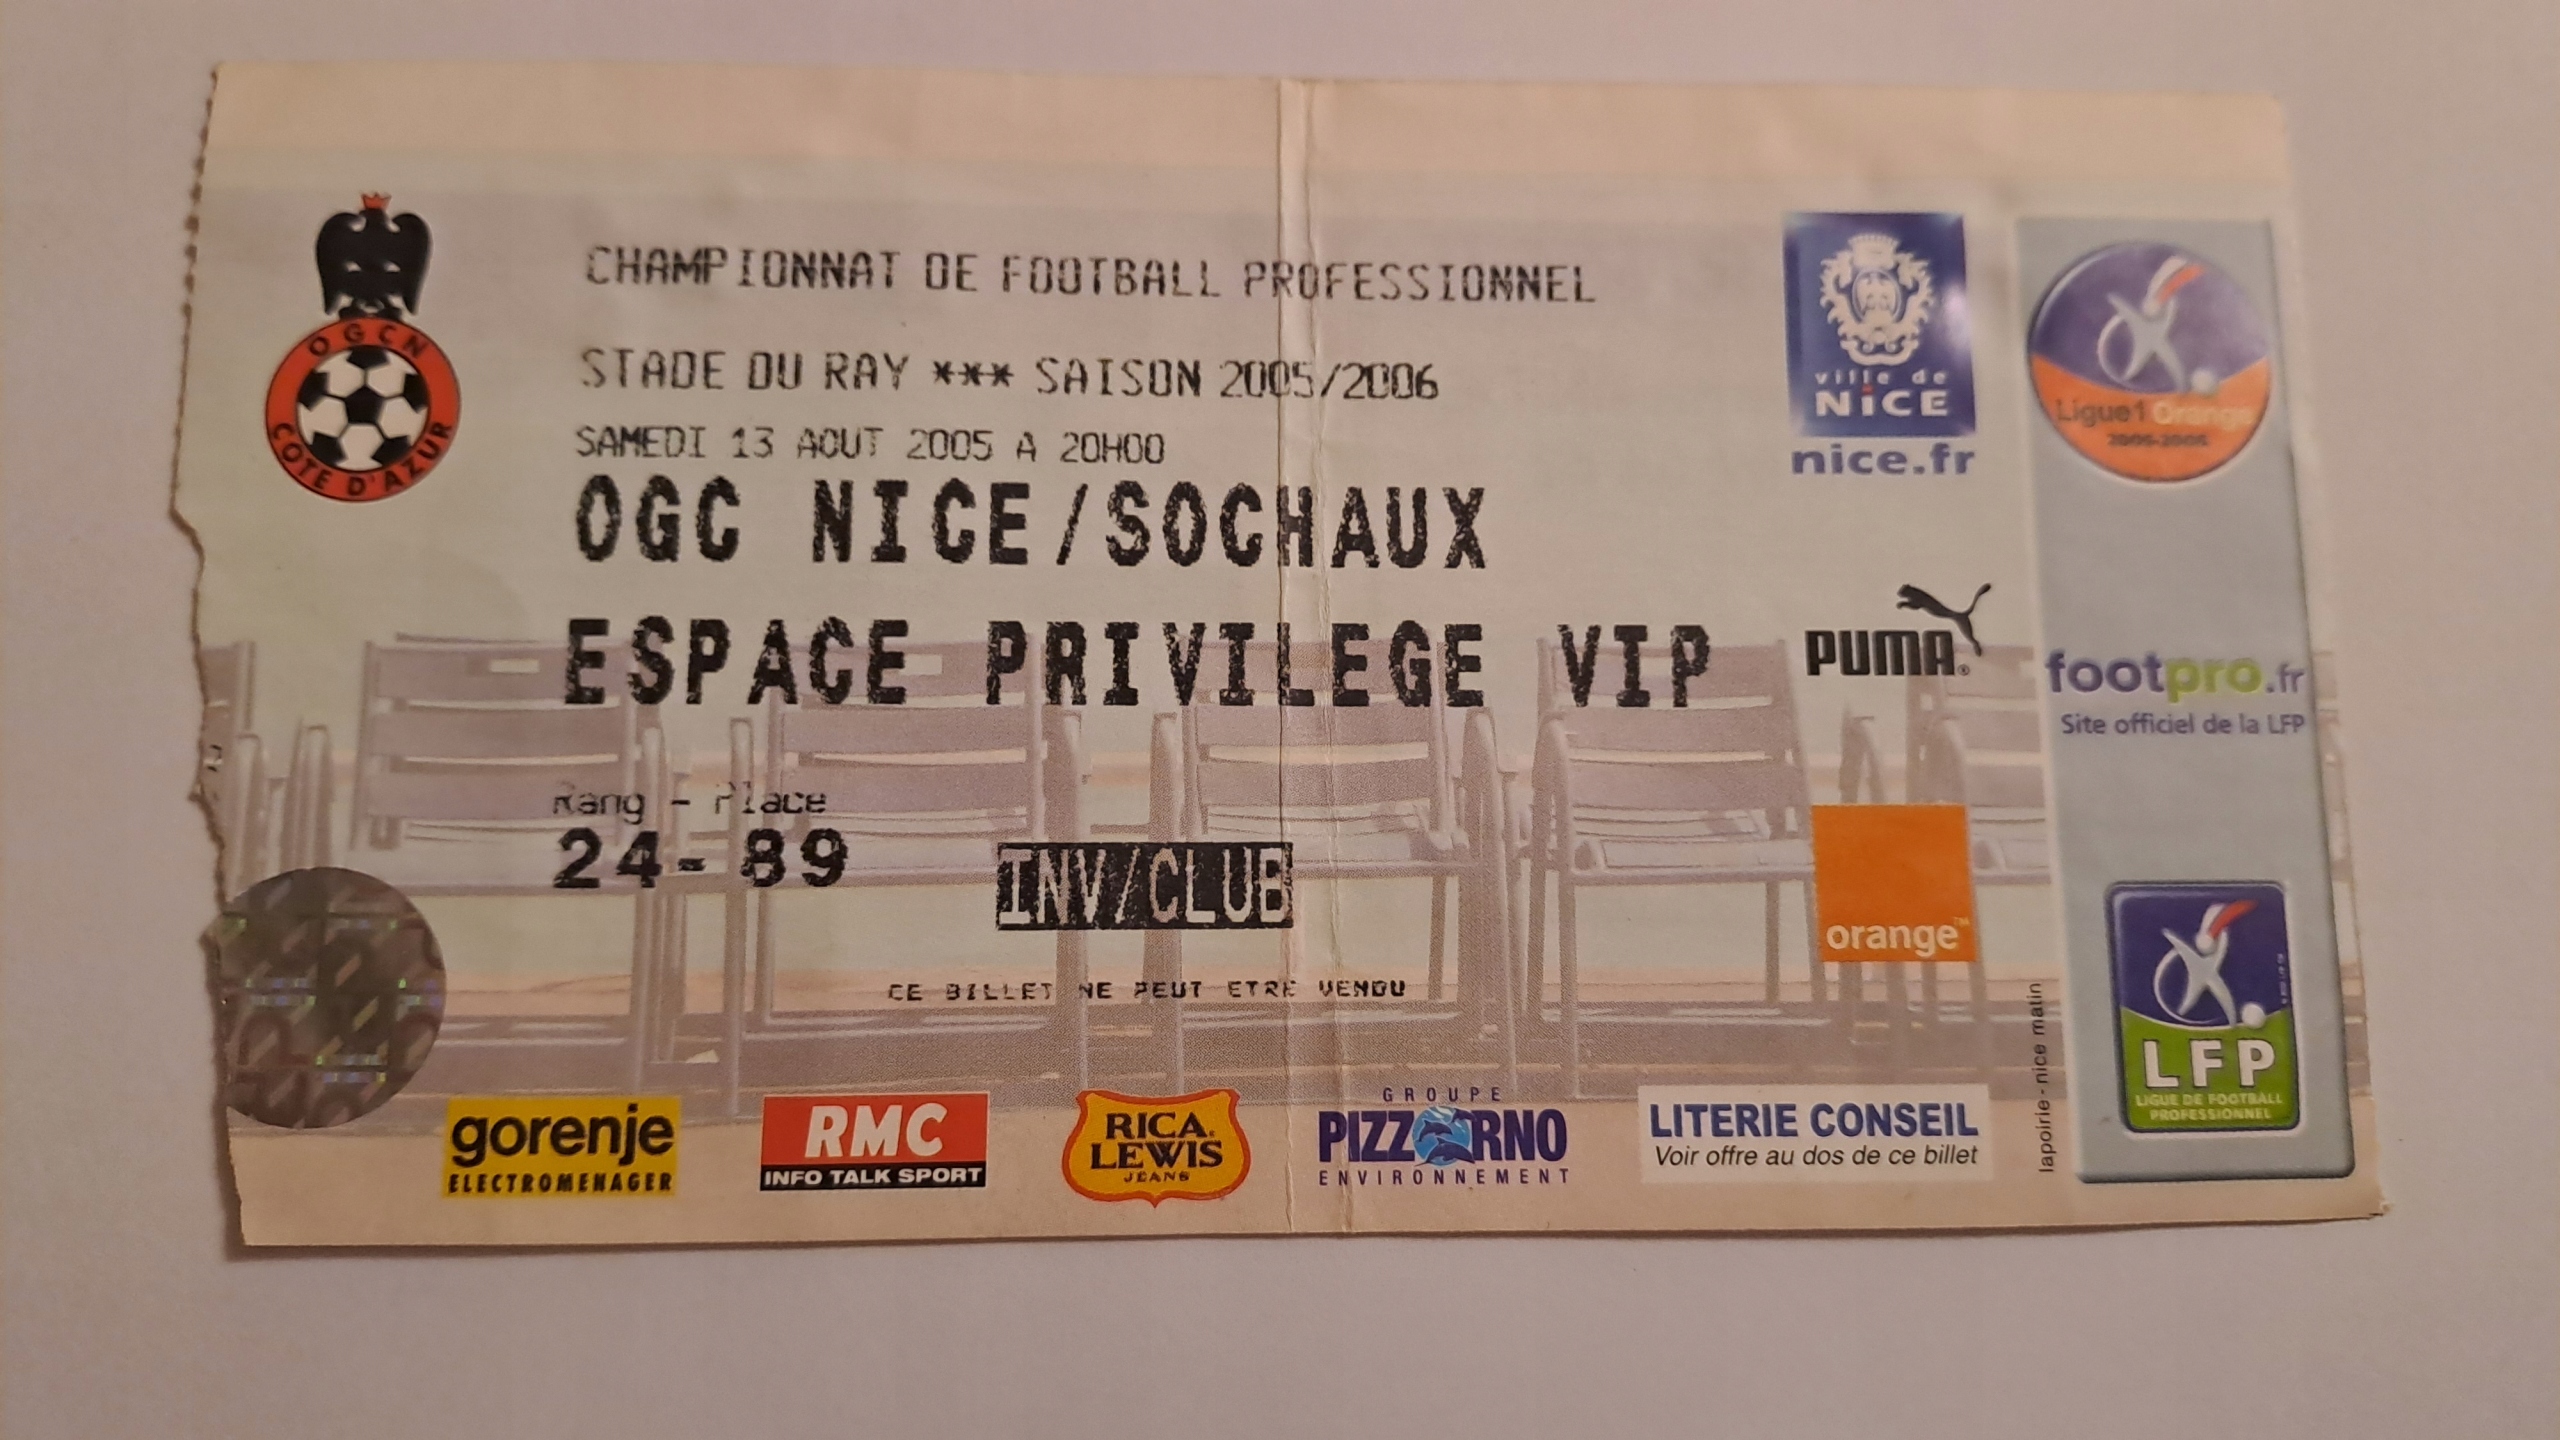 OGCN
COTE D'AZUR
CHAMPIONNAT DE FOOTBALL PROFESSIONNEL
STADE DU RAY *** SAISON 2005/2006
SAMEDI 13 AOUT 2005 A 20H00
OGC NICE/SOCHAUX
ESPACE PRIVILEGE VIP
Rang - Place
24- 89
INV/CLUB
CE BILLET NE PEUT ETRE VENDU
ville de
NiCE
nice.fr
PUMA®
orange™
Ligue1 Orange
2005-2006
footpro.fr
Site officiel de la LFP
LFP
LIGUE DE FOOTBALL
PROFESSIONNEL
lapoirie - nice matin
gorenje
ELECTROMENAGER
RMC
INFO TALK SPORT
RICA
LEWIS
JEANS
GROUPE
PIZZORNO
ENVIRONNEMENT
LITERIE CONSEIL
Voir offre au dos de ce billet